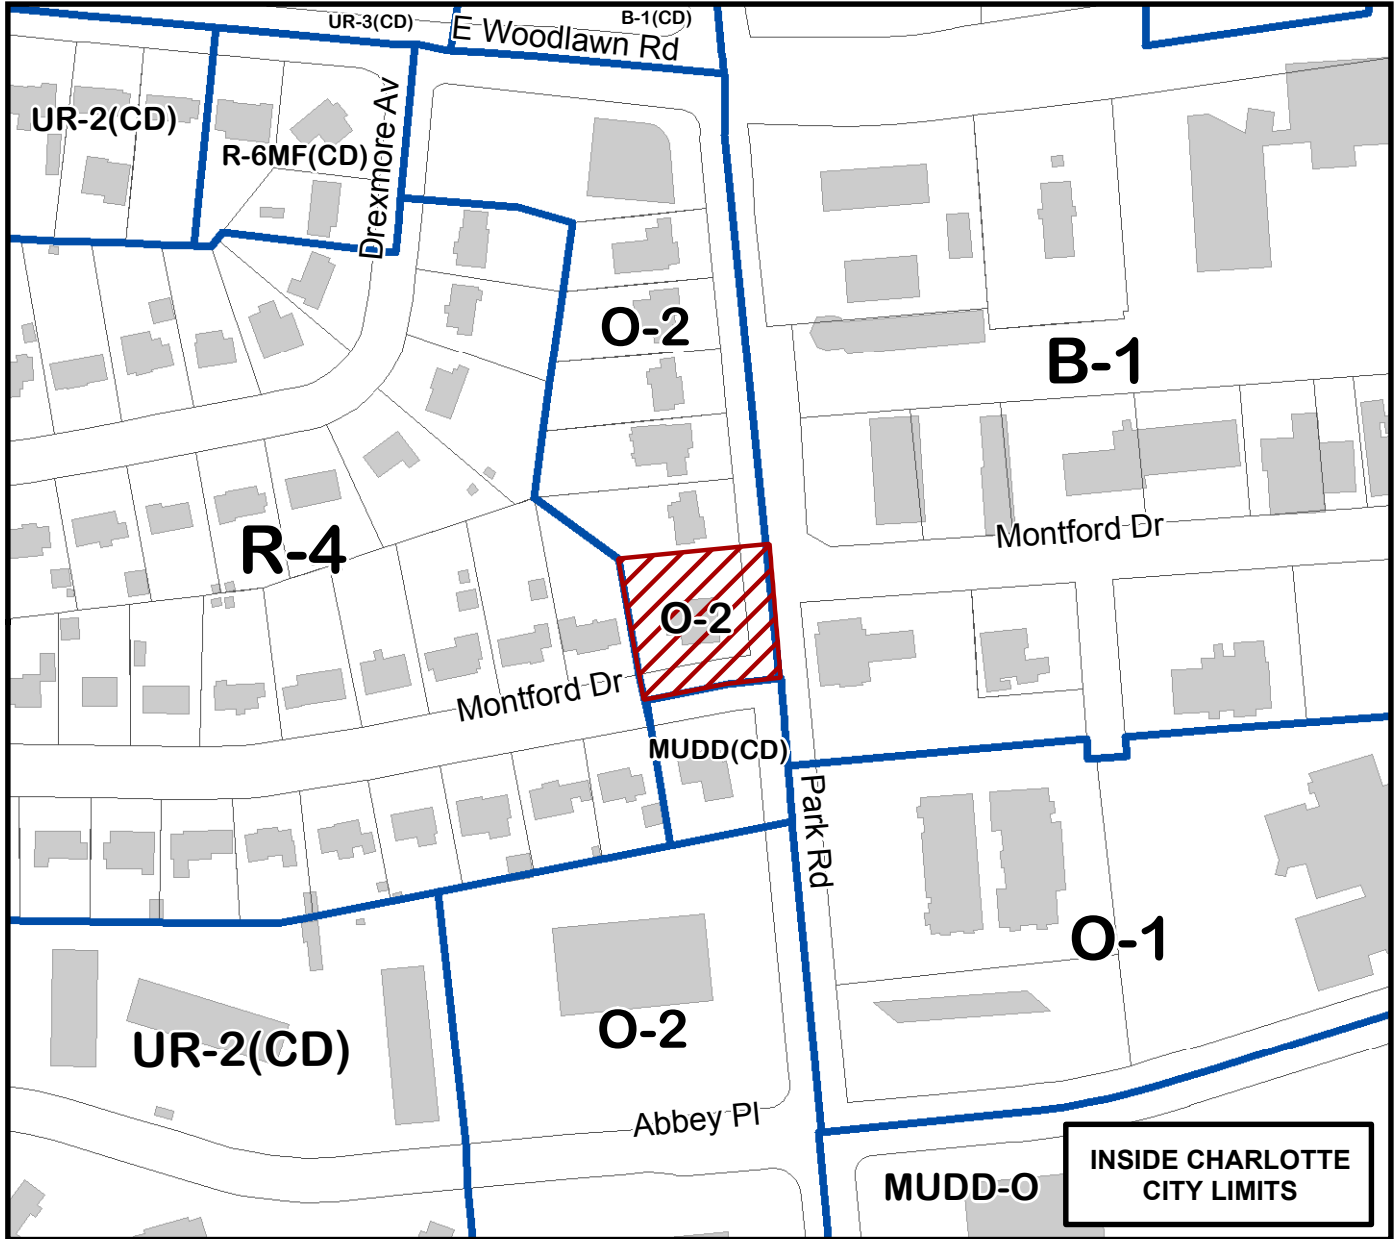 UR-3(CD)
B-1(CD)
E Woodlawn Rd
UR-2(CD)
R-6MF(CD)
Drexmore Av
O-2
B-1
R-4
Montford Dr
O-2
Montford Dr
MUDD(CD)
Park Rd
O-1
O-2
UR-2(CD)
Abbey Pl
MUDD-O
INSIDE CHARLOTTE
CITY LIMITS